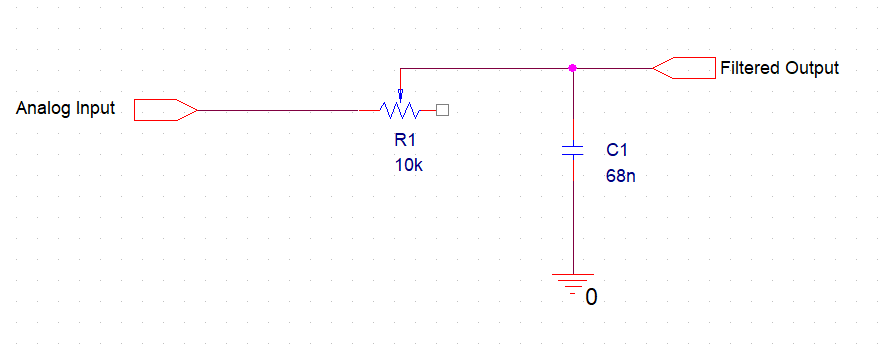 Analog Input
Filtered Output
R1
10k
C1
68n
0